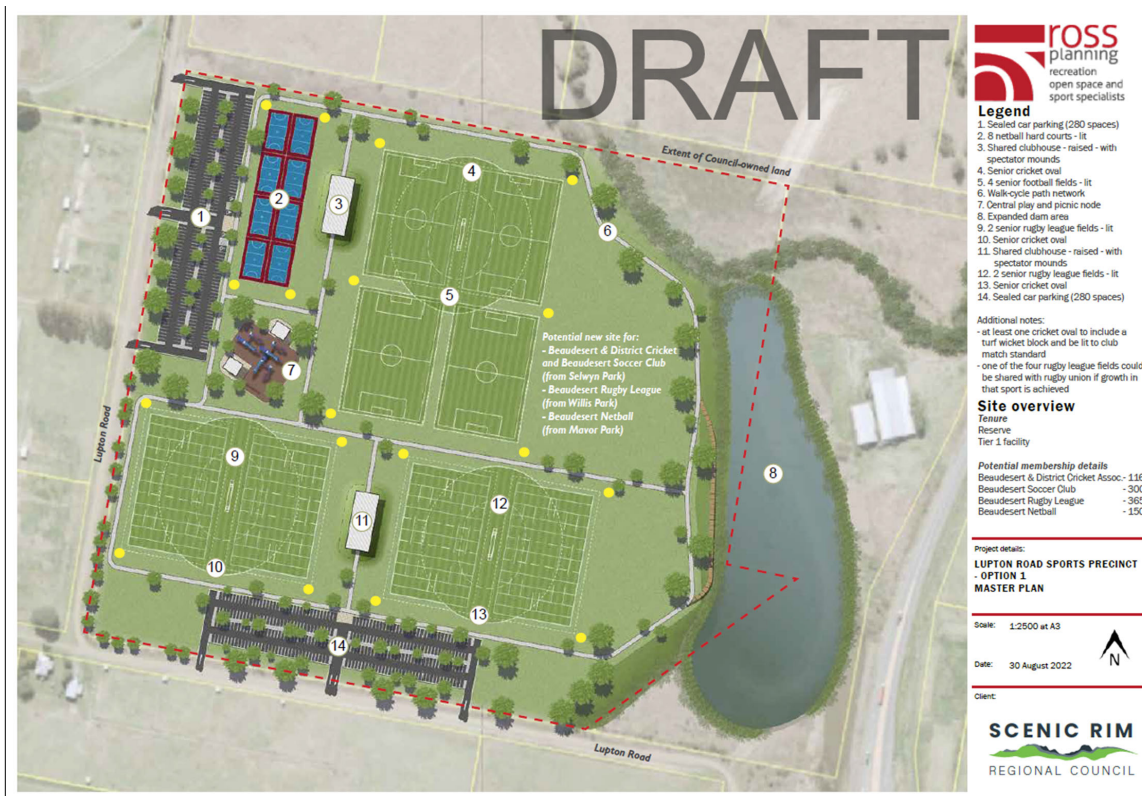 DRAFT
ross
planning
recreation
open space and
sport specialists
Legend
1. Sealed car parking (280 spaces)
2. 8 netball hard courts - lit
3. Shared clubhouse - raised - with
spectator mounds
4. Senior cricket oval
5. 4 senior football fields - lit
6. Walk-cycle path network
7. Central play and picnic node
8. Expanded dam area
9. 2 senior rugby league fields - lit
10. Senior cricket oval
11. Shared clubhouse - raised - with
spectator mounds
12. 2 senior rugby league fields - lit
13. Senior cricket oval
14. Sealed car parking (280 spaces)
Additional notes:
- at least one cricket oval to include a
turf wicket block and be lit to club
match standard
- one of the four rugby league fields could
be shared with rugby union if growth in
that sport is achieved
Site overview
Tenure
Reserve
Tier 1 facility
Potential membership details
Beaudesert & District Cricket Assoc.- 116
Beaudesert Soccer Club - 300
Beaudesert Rugby League - 365
Beaudesert Netball - 150
Project details:
LUPTON ROAD SPORTS PRECINCT
- OPTION 1
MASTER PLAN
Scale: 1:2500 at A3
Date: 30 August 2022
N
Client:
SCENIC RIM
REGIONAL COUNCIL
Extent of Council-owned land
1
2
3
4
5
6
7
8
9
10
11
12
13
14
Potential new site for:
- Beaudesert & District Cricket
and Beaudesert Soccer Club
(from Selwyn Park)
- Beaudesert Rugby League
(from Willis Park)
- Beaudesert Netball
(from Mavor Park)
Lupton Road
Lupton Road